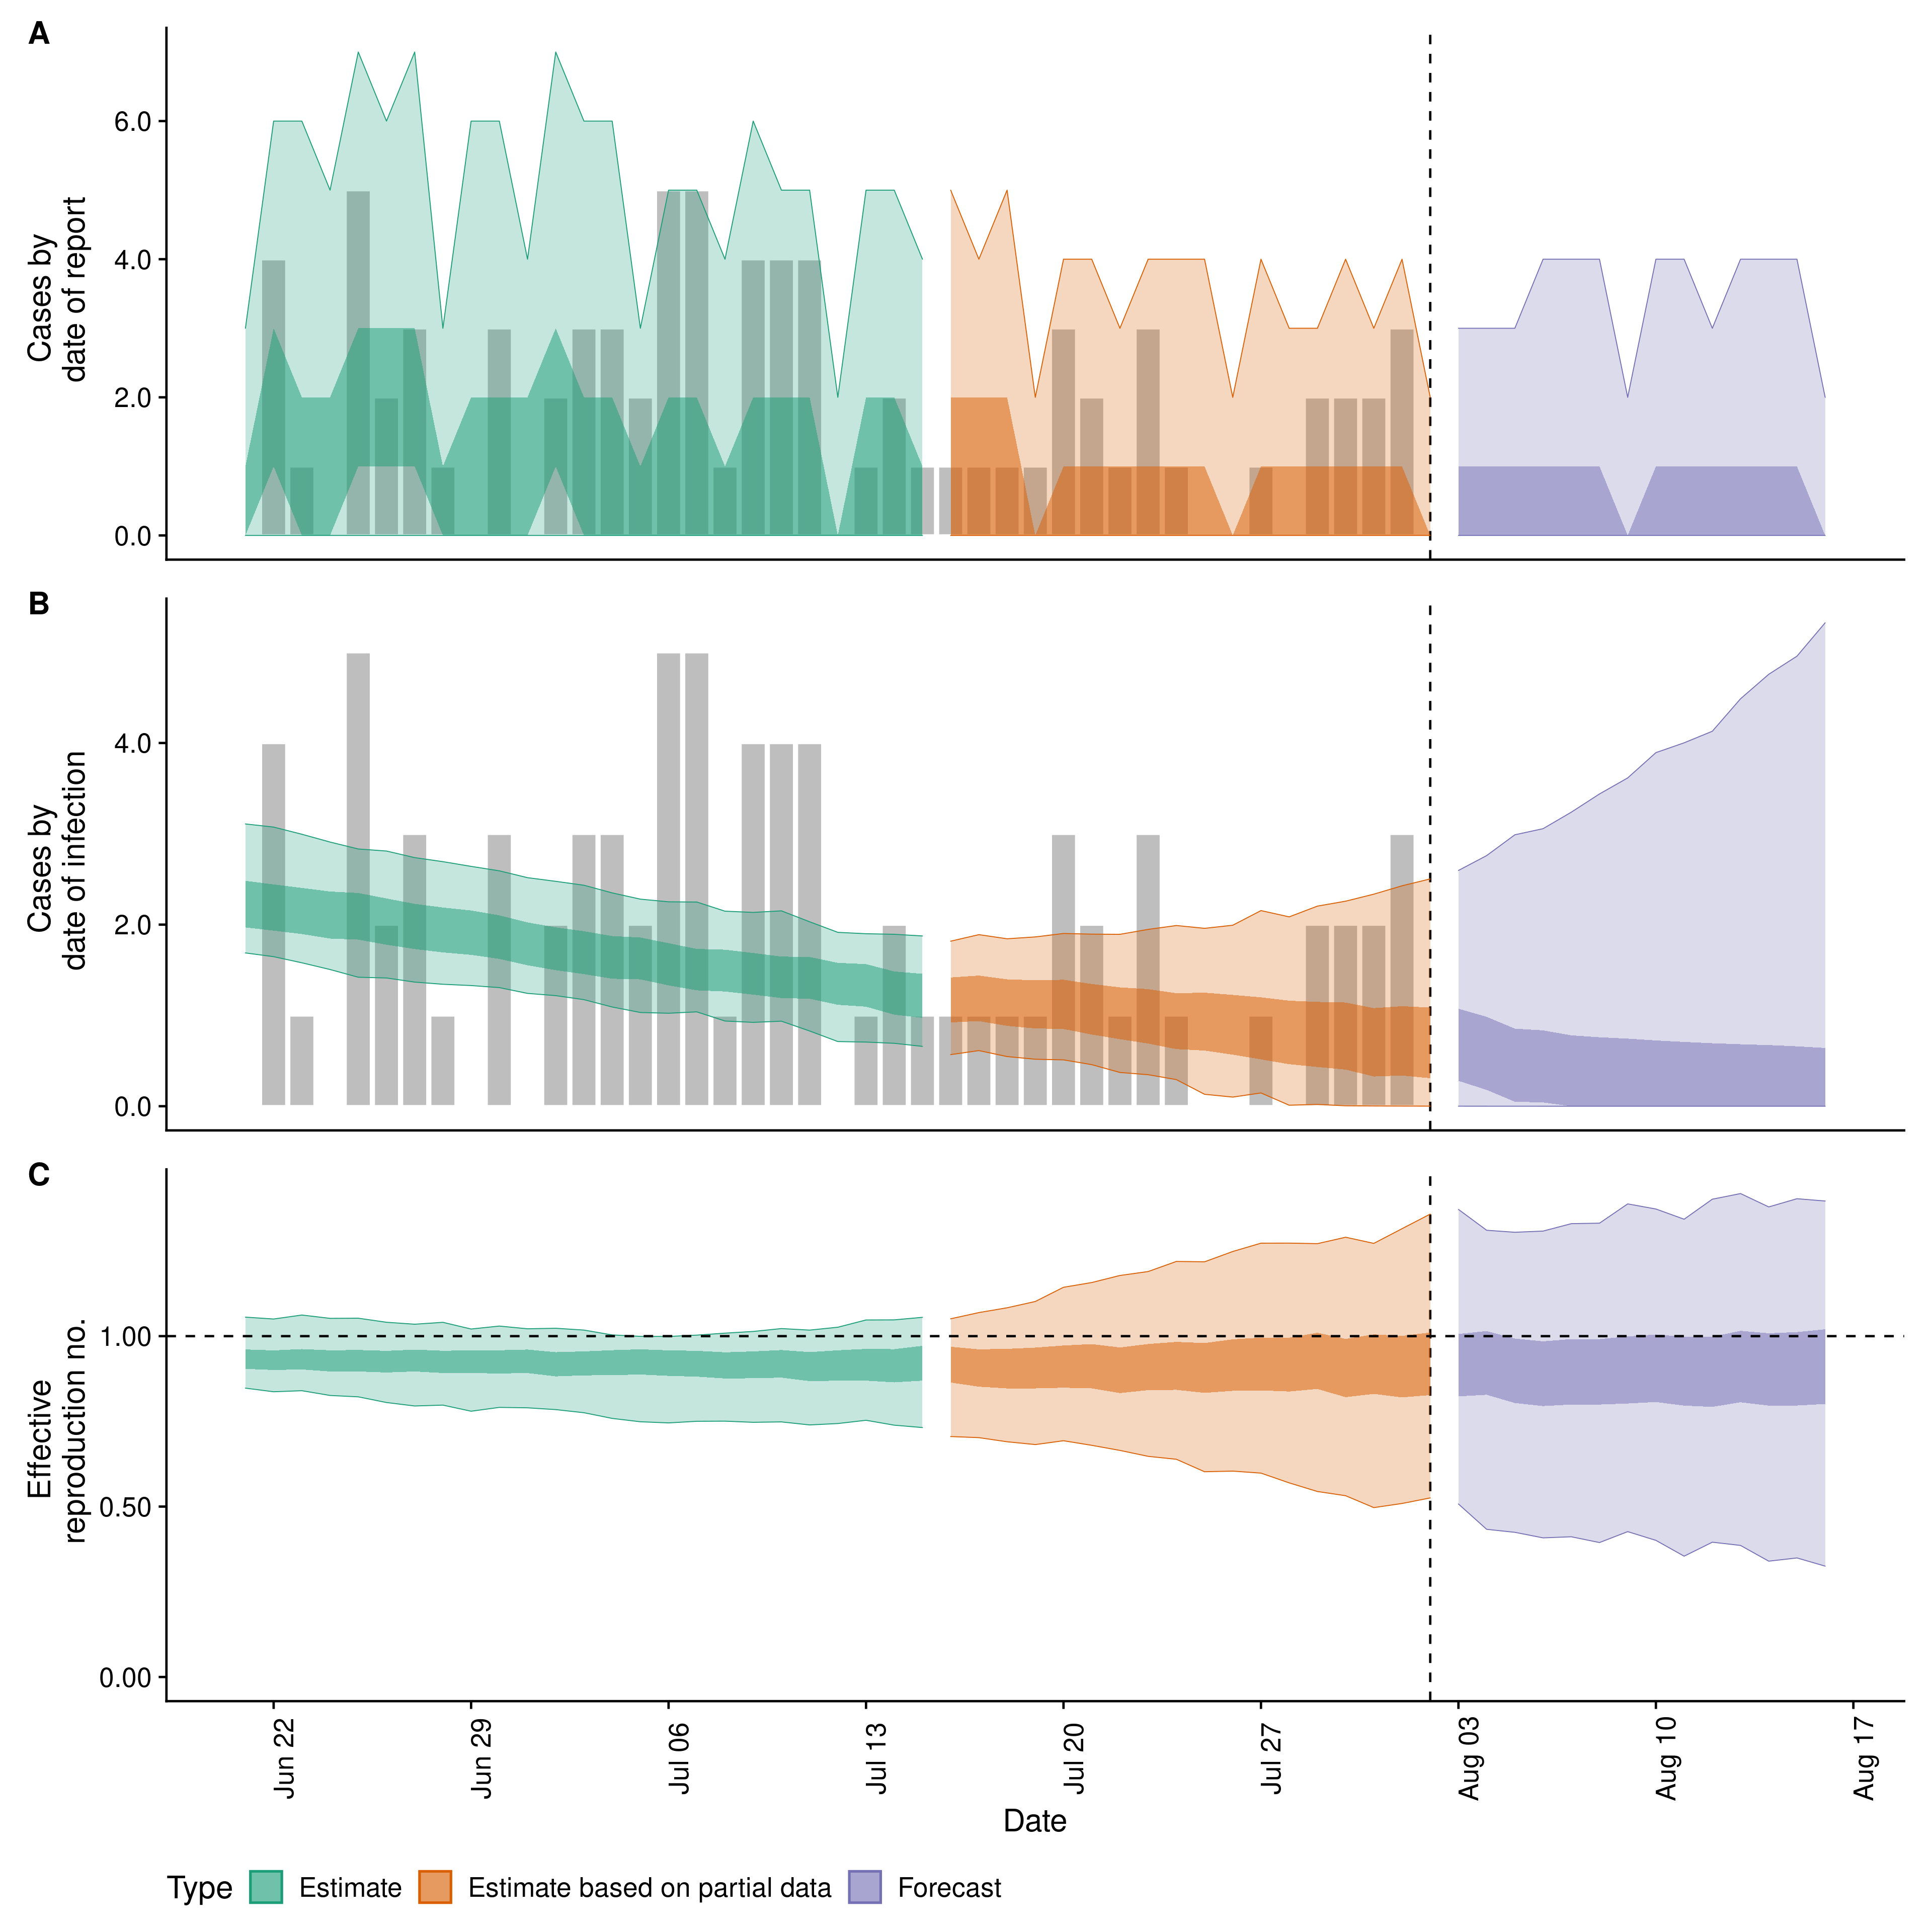 A
Cases by
date of report
6.0
4.0
2.0
0.0
B
Cases by
date of infection
4.0
2.0
0.0
C
Effective
reproduction no.
1.00
0.50
0.00
Jun 22
Jun 29
Jul 06
Jul 13
Jul 20
Jul 27
Aug 03
Aug 10
Aug 17
Date
Type Estimate Estimate based on partial data Forecast